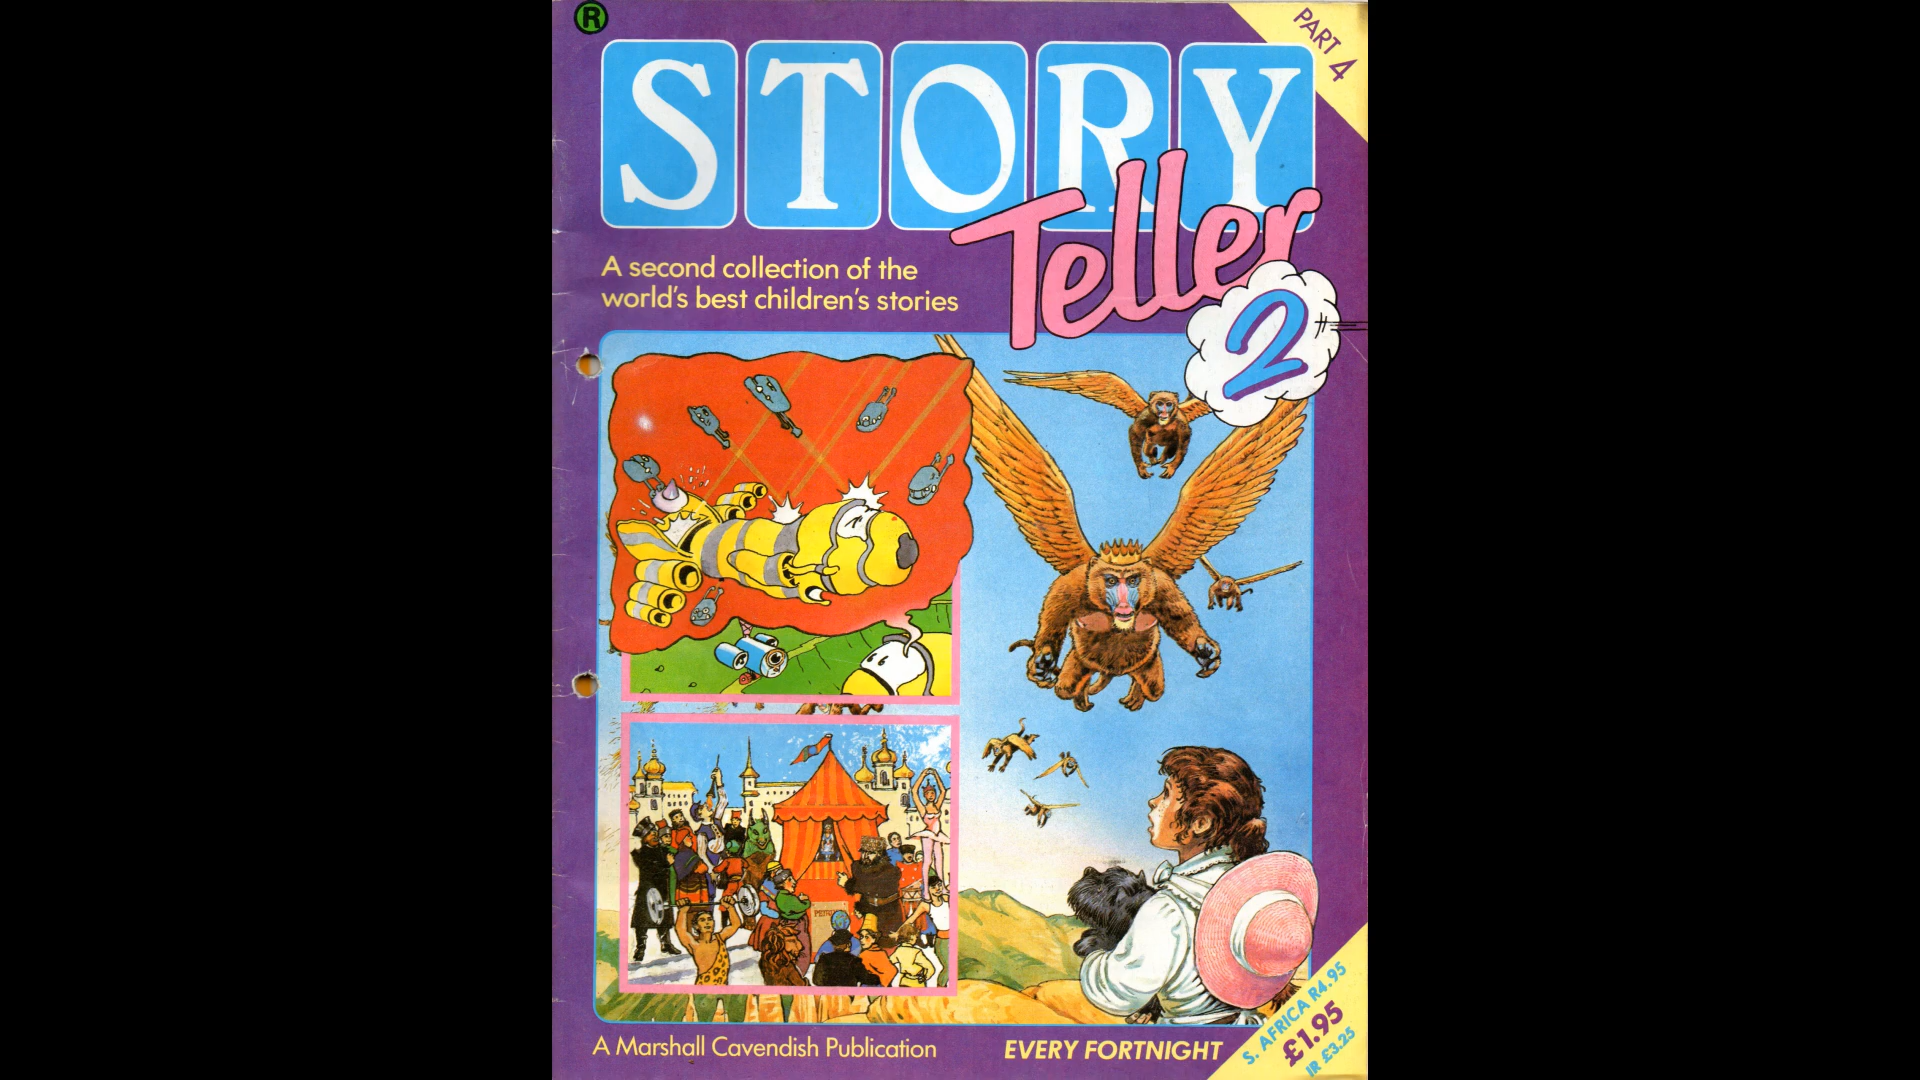 R
PART 4
STORY
Teller
2
A second collection of the
world's best children's stories
A Marshall Cavendish Publication
EVERY FORTNIGHT
S. AFRICA R4.95
£1.95
IR £3.25